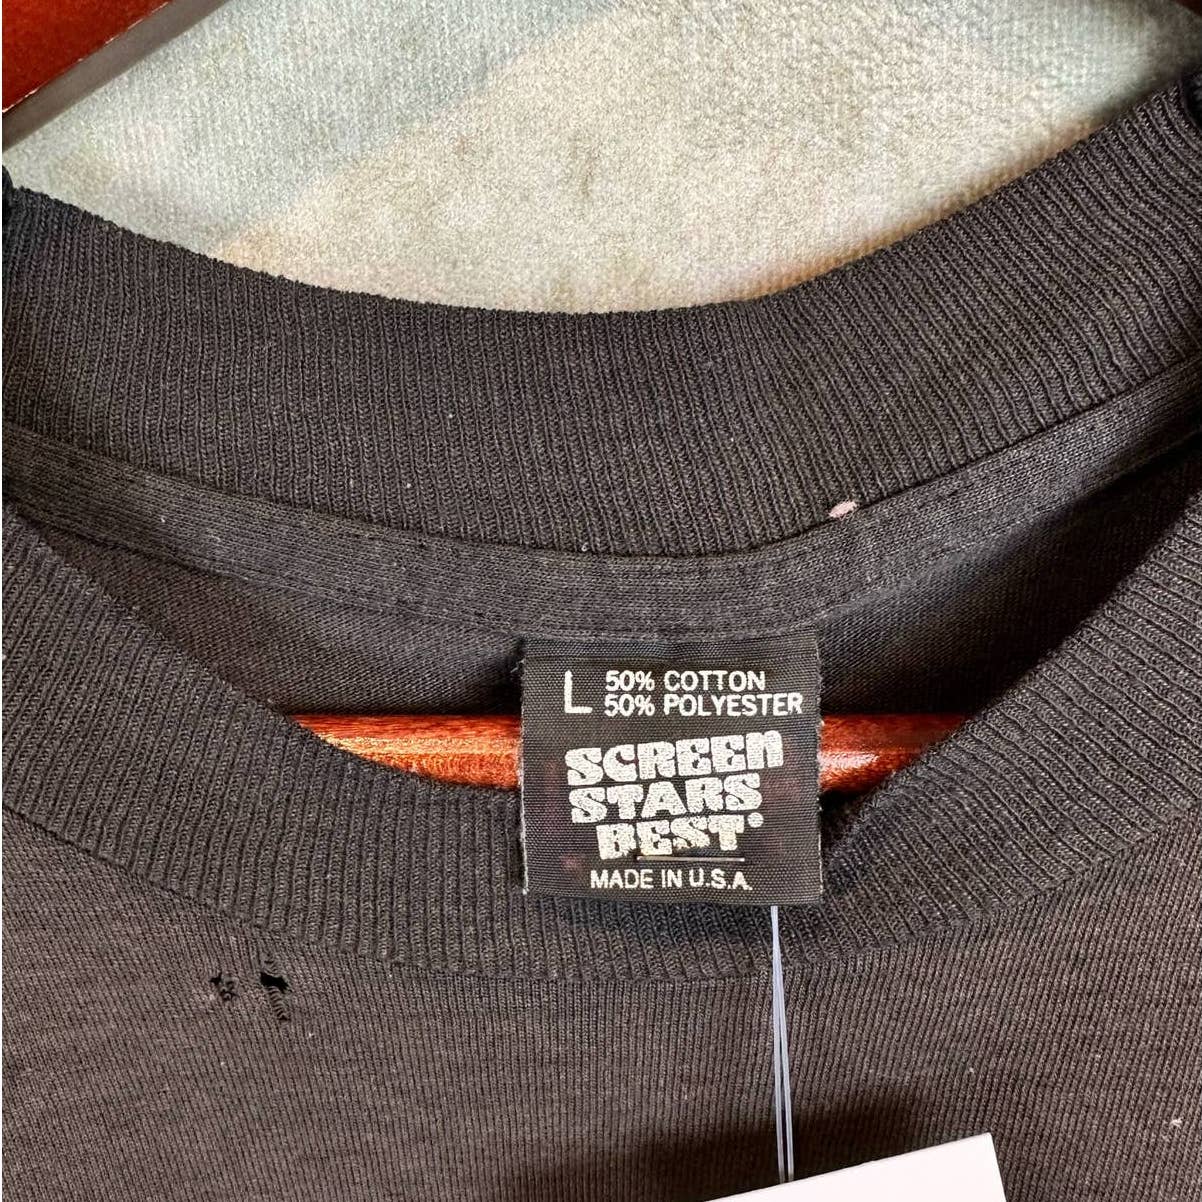 L 50% COTTON
50% POLYESTER
SCREEN
STARS
BEST®
MADE IN U.S.A.